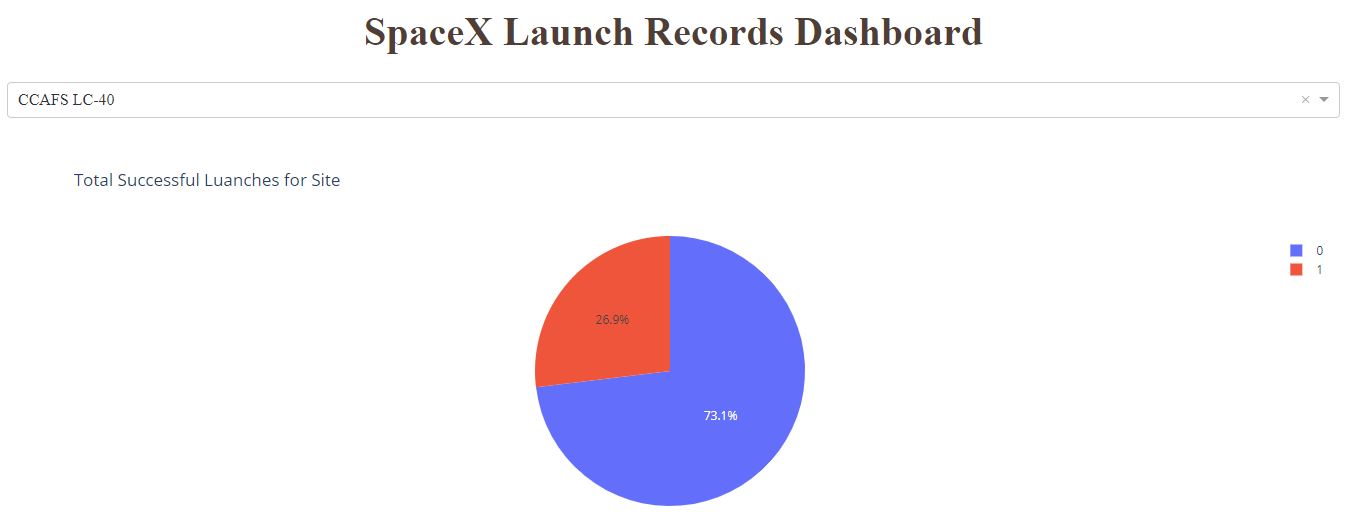 SpaceX Launch Records Dashboard
CCAFS LC-40 × 
Total Successful Luanches for Site
0
1
26.9%
73.1%